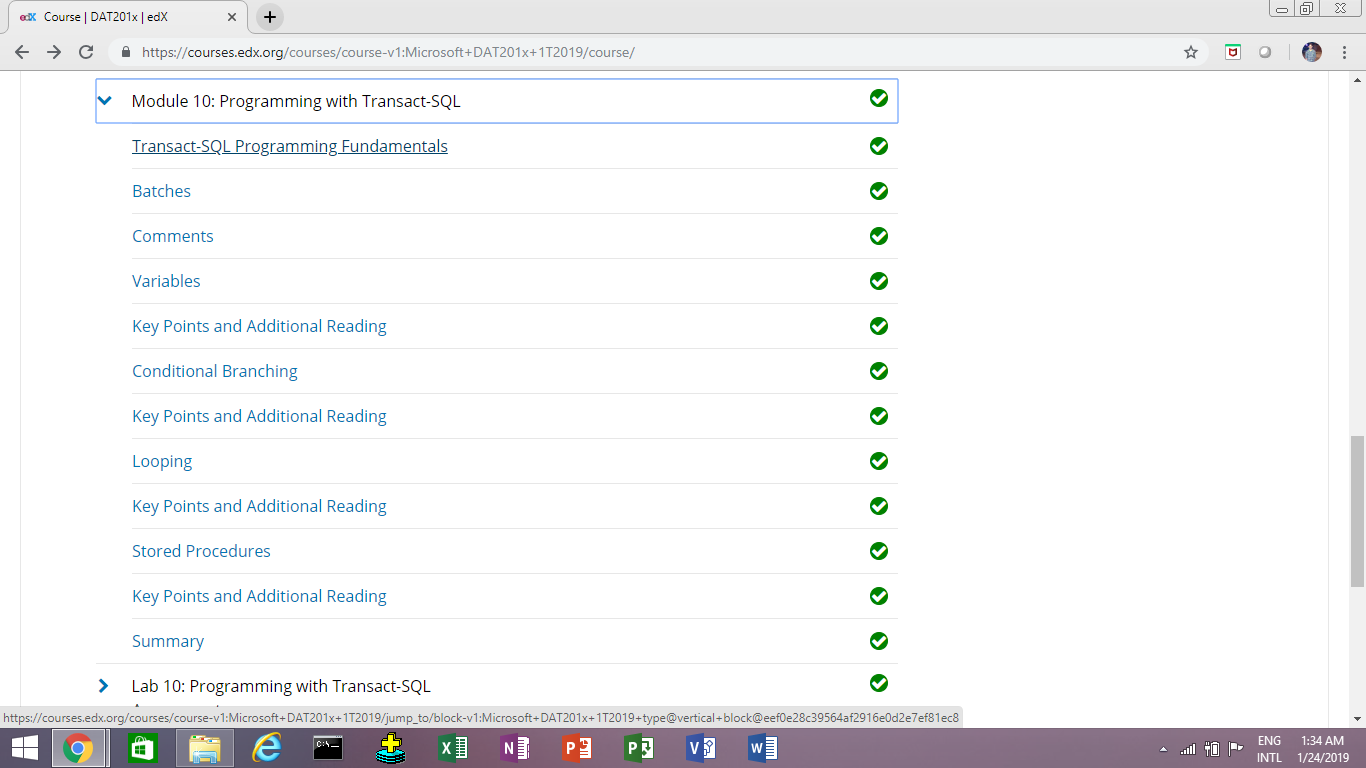 edX Course | DAT201x | edX
https://courses.edx.org/courses/course-v1:Microsoft+DAT201x+1T2019/course/
Module 10: Programming with Transact-SQL
Transact-SQL Programming Fundamentals
Batches
Comments
Variables
Key Points and Additional Reading
Conditional Branching
Key Points and Additional Reading
Looping
Key Points and Additional Reading
Stored Procedures
Key Points and Additional Reading
Summary
Lab 10: Programming with Transact-SQL
https://courses.edx.org/courses/course-v1:Microsoft+DAT201x+1T2019/jump_to/block-v1:Microsoft+DAT201x+1T2019+type@vertical+block@eef0e28c39564af2916e0d2e7ef81ec8
ENG 1:34 AM
INTL 1/24/2019